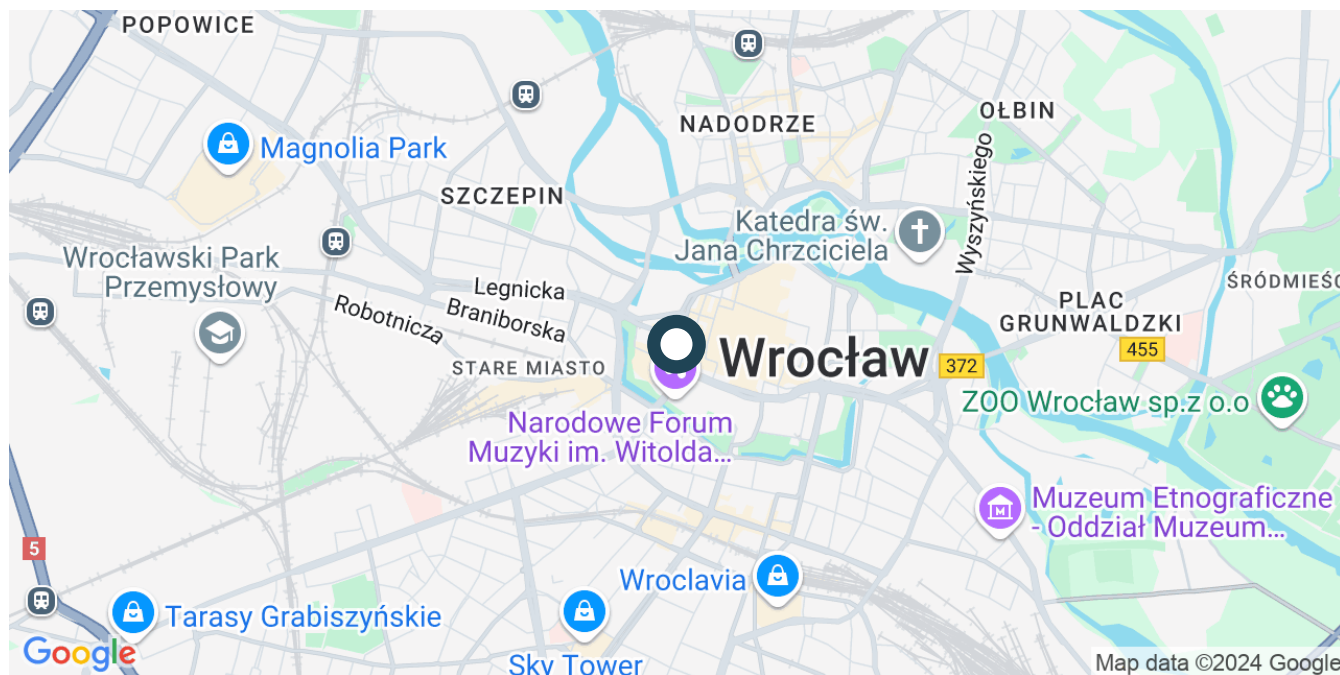 POPOWICE
OŁBIN
NADODRZE
Magnolia Park
Wyszyńskiego
SZCZEPIN
Katedra św.
Jana Chrzciciela
Wrocławski Park
Przemysłowy
ŚRÓDMIEŚC
Legnicka
PLAC
GRUNWALDZKI
Robotnicza
Braniborska
Wrocław
455
372
STARE MIASTO
ZOO Wrocław sp.z o.o
Narodowe Forum
Muzyki im. Witolda...
Muzeum Etnograficzne
- Oddział Muzeum...
5
Wroclavia
Tarasy Grabiszyńskie
Google
Sky Tower
Map data ©2024 Google